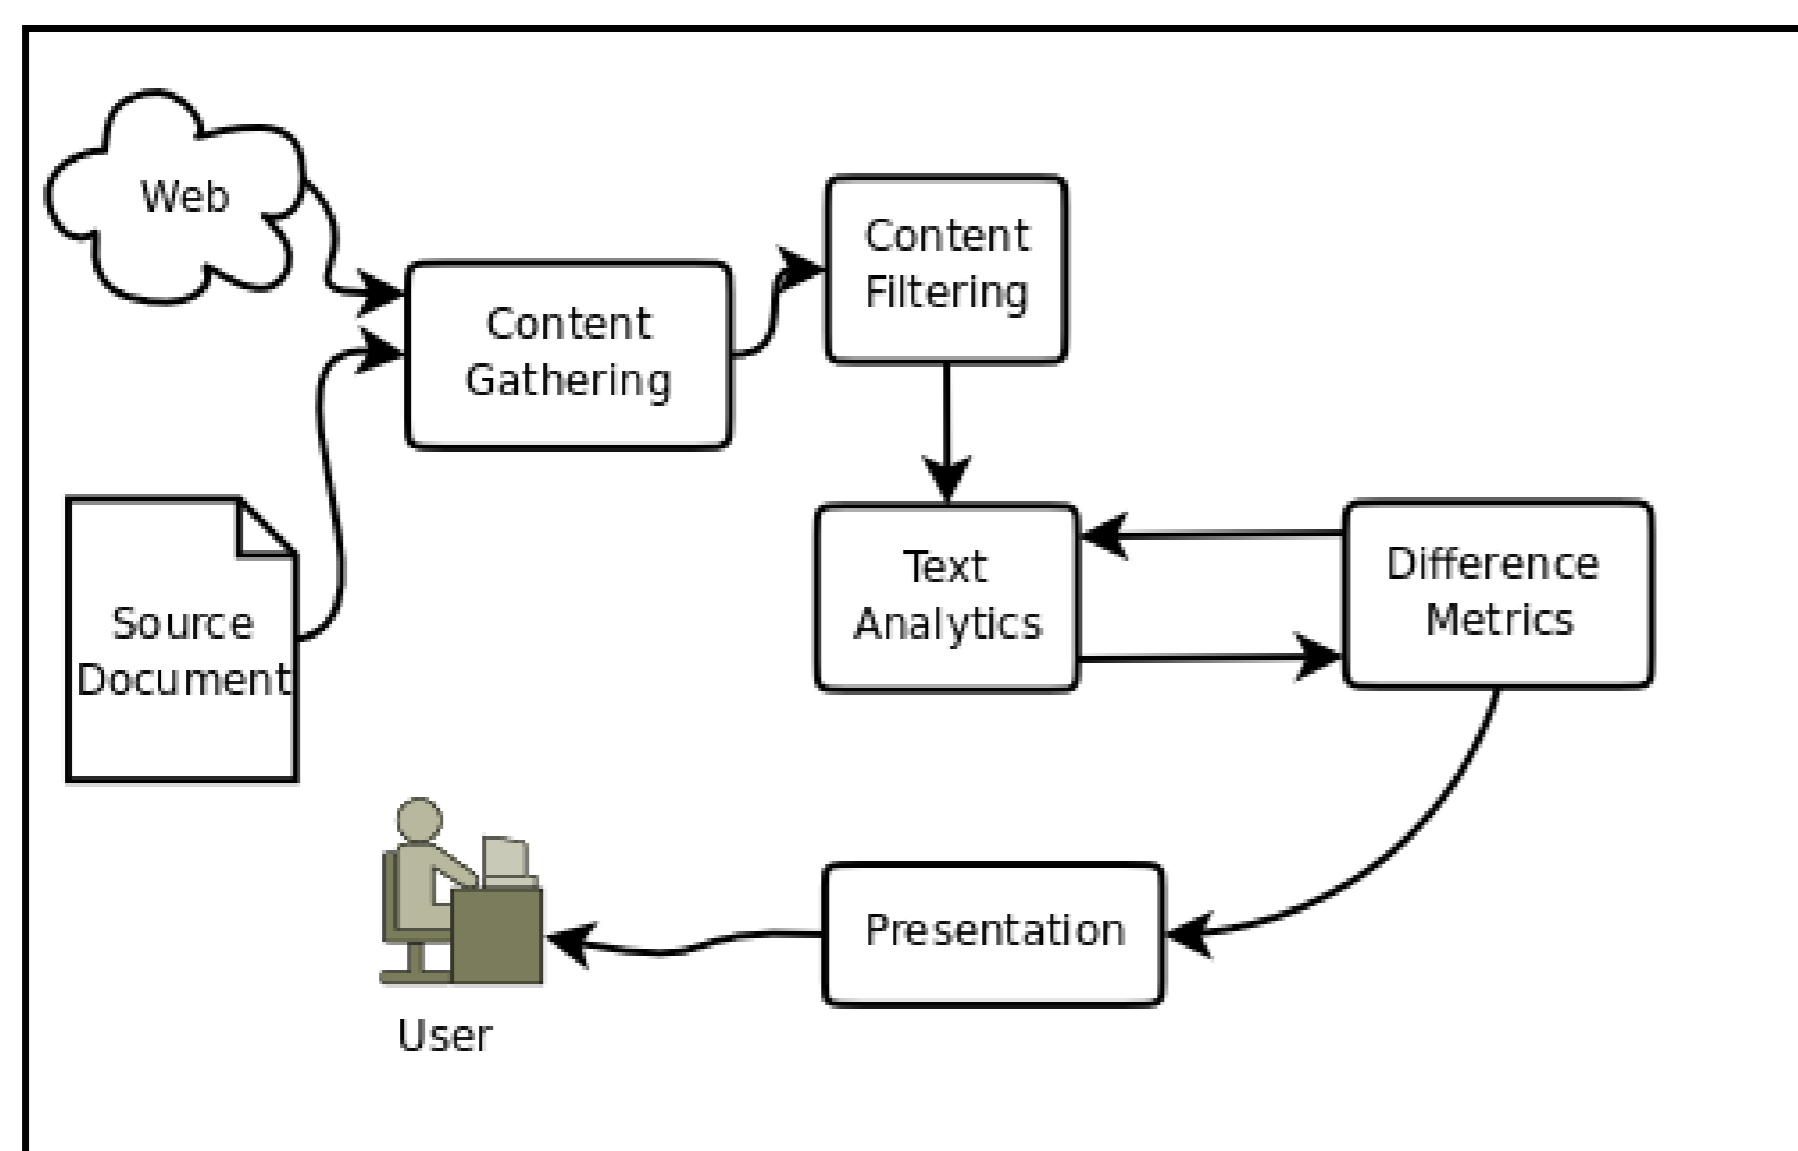 Web
Content
Gathering
Content
Filtering
Source
Document
Text
Analytics
Difference
Metrics
Presentation
User